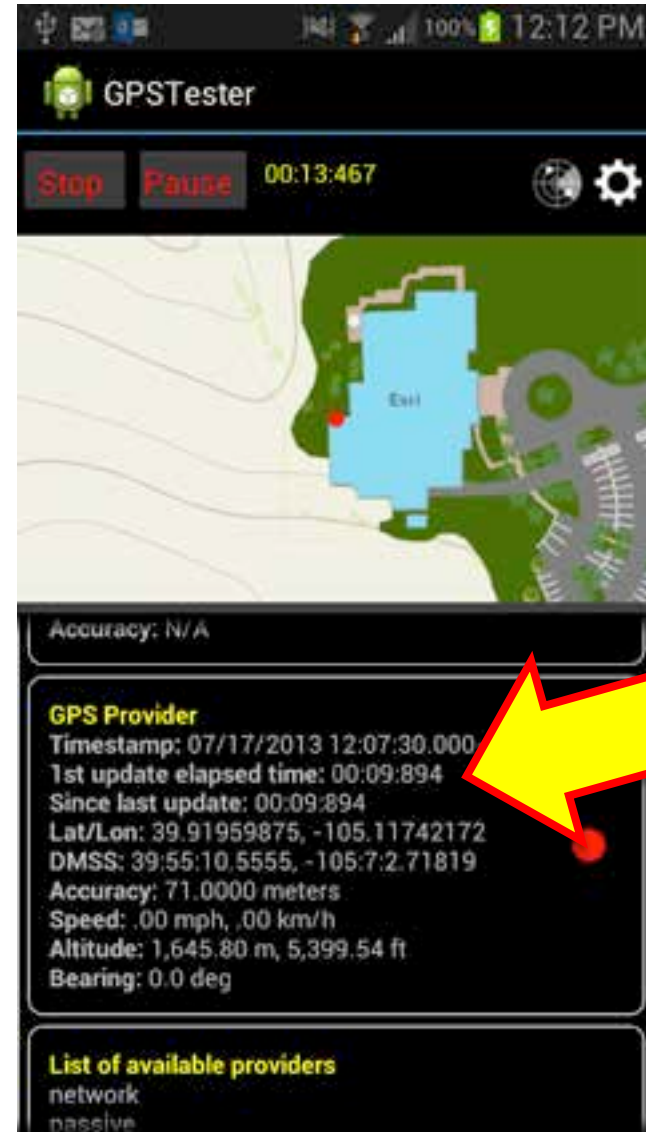 100% 12:12 PM
GPSTester
Stop Pause 00:13:467
Esri
Accuracy: N/A
GPS Provider
Timestamp: 07/17/2013 12:07:30.000
1st update elapsed time: 00:09:894
Since last update: 00:09:894
Lat/Lon: 39.91959875, -105.11742172
DMSS: 39:55:10.5555, -105:7:2.71819
Accuracy: 71.0000 meters
Speed: .00 mph, .00 km/h
Altitude: 1,645.80 m, 5,399.54 ft
Bearing: 0.0 deg
List of available providers
network
passive